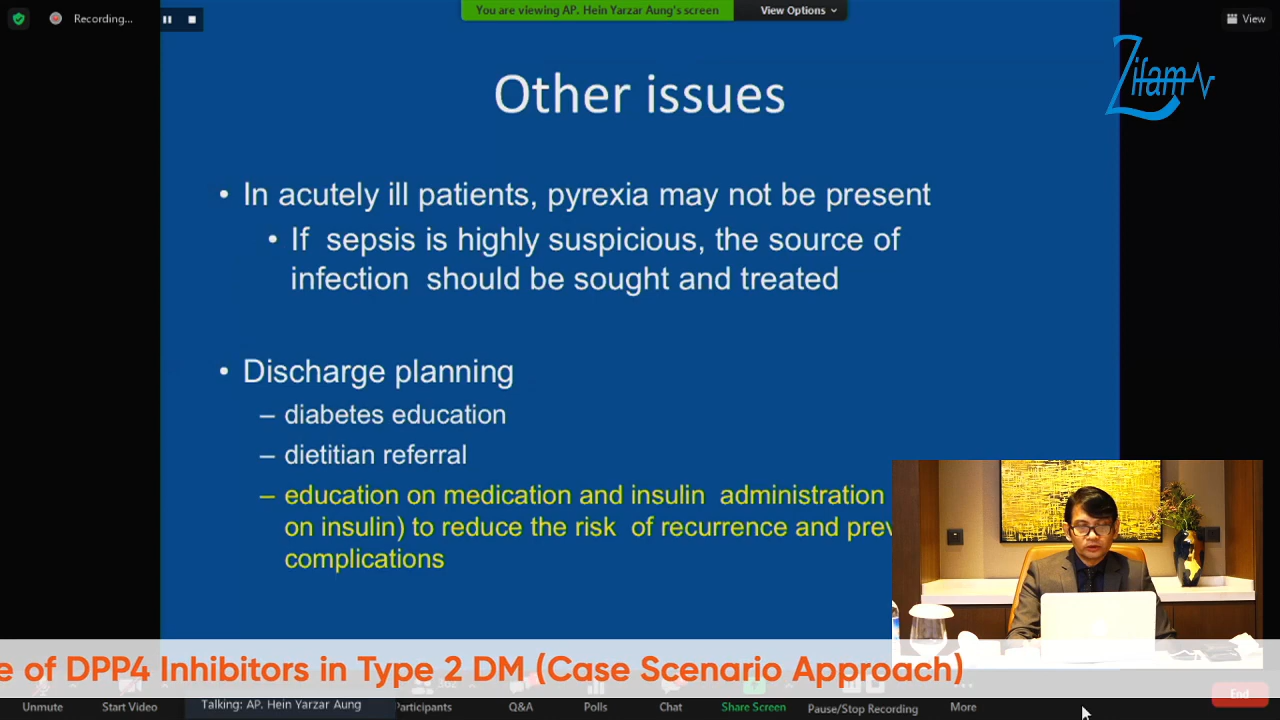 Recording...
You are viewing AP. Hein Yarzar Aung's screen
View Options
View
Zifam
Other issues
• In acutely ill patients, pyrexia may not be present
• If sepsis is highly suspicious, the source of
infection should be sought and treated
• Discharge planning
– diabetes education
– dietitian referral
– education on medication and insulin administration
on insulin) to reduce the risk of recurrence and prev
complications
e of DPP4 Inhibitors in Type 2 DM (Case Scenario Approach)
Unmute
Start Video
Talking: AP. Hein Yarzar Aung
Participants
Q&A
Polls
Chat
Share Screen
Pause/Stop Recording
More
End